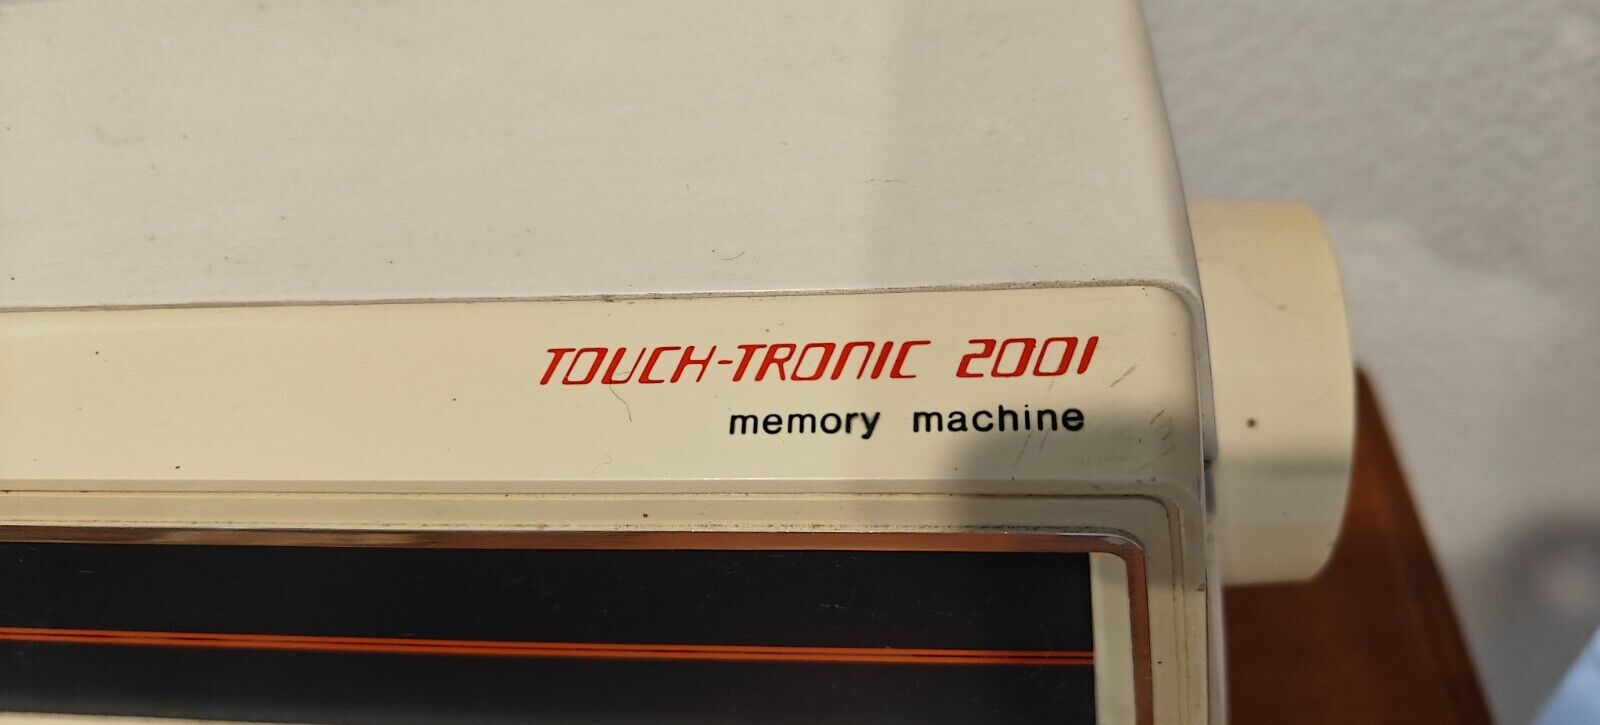 TOUCH-TRONIC 2001
memory machine